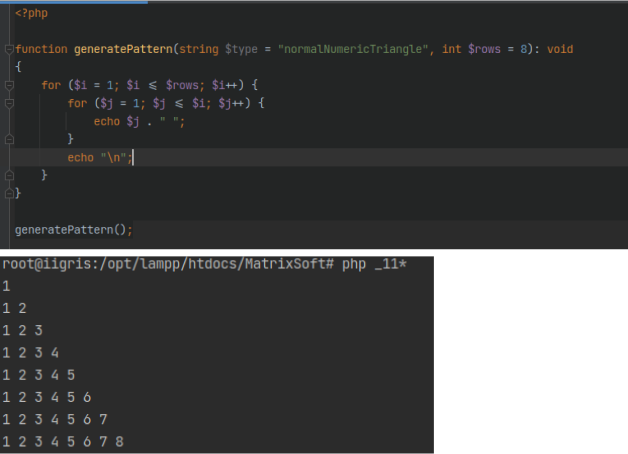 <?php
function generatePattern(string $type = "normalNumericTriangle", int $rows = 8): void
{
for ($i = 1; $i ⩽ $rows; $i++) {
for ($j = 1; $j ⩽ $i; $j++) {
echo $j . " ";
}
echo "\n";
}
}
generatePattern();
root@iigris:/opt/lampp/htdocs/MatrixSoft# php _11*
1
1 2
1 2 3
1 2 3 4
1 2 3 4 5
1 2 3 4 5 6
1 2 3 4 5 6 7
1 2 3 4 5 6 7 8